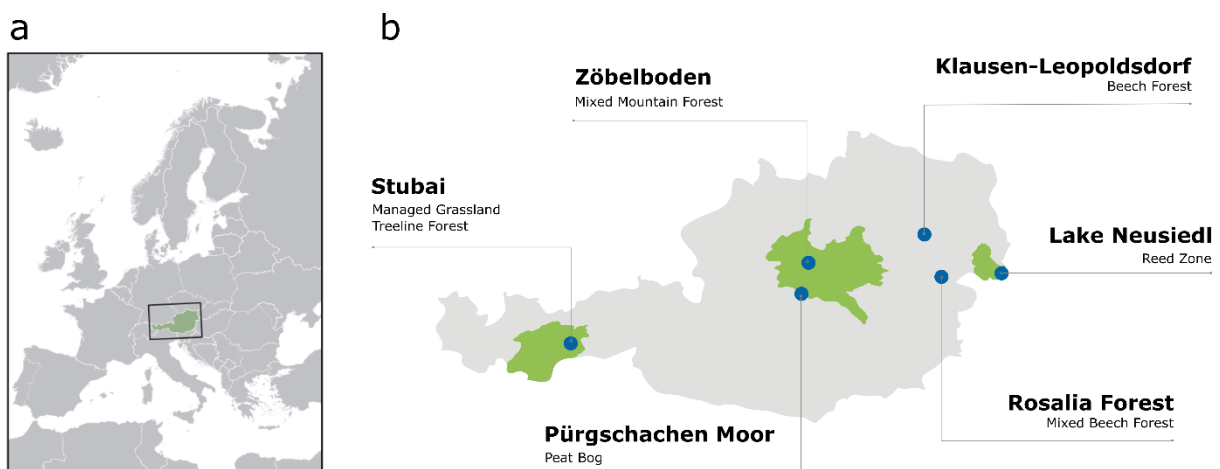 a
b
Zöbelboden
Mixed Mountain Forest
Klausen-Leopoldsdorf
Beech Forest
Stubai
Managed Grassland
Treeline Forest
Lake Neusiedl
Reed Zone
Rosalia Forest
Mixed Beech Forest
Pürgschachen Moor
Peat Bog